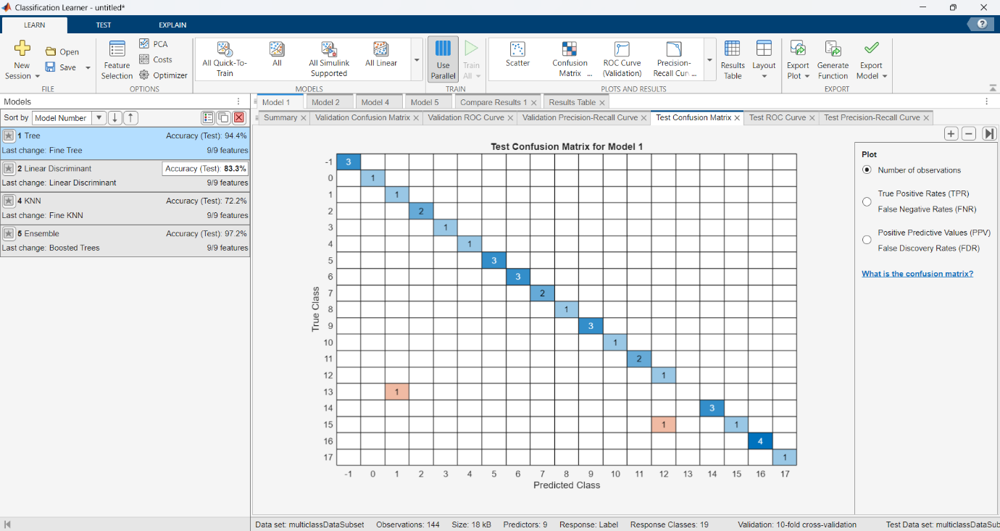 Classification Learner - untitled*
LEARN TEST EXPLAIN ?
New Session
Open
Save
FILE
Feature Selection
PCA
Costs
Optimizer
OPTIONS
All Quick-To-Train
All
All Simulink Supported
All Linear
MODELS
Use Parallel
Train All
TRAIN
Scatter
Confusion Matrix ...
ROC Curve (Validation)
Precision-Recall Cur...
Results Table
Layout
PLOTS AND RESULTS
Export Plot
Generate Function
Export Model
EXPORT
Models
Sort by Model Number
1 Tree Accuracy (Test): 94.4%
Last change: Fine Tree 9/9 features
2 Linear Discriminant Accuracy (Test): 83.3%
Last change: Linear Discriminant 9/9 features
4 KNN Accuracy (Test): 72.2%
Last change: Fine KNN 9/9 features
5 Ensemble Accuracy (Test): 97.2%
Last change: Boosted Trees 9/9 features
Model 1 Model 2 Model 4 Model 5 Compare Results 1 Results Table
Summary Validation Confusion Matrix Validation ROC Curve Validation Precision-Recall Curve Test Confusion Matrix Test ROC Curve Test Precision-Recall Curve
Test Confusion Matrix for Model 1
True Class
-1 3
0 1
1 1
2 2
3 1
4 1
5 3
6 3
7 2
8 1
9 3
10 1
11 2
12 1
13 1
14 3
15 1 1
16 4
17 1
-1 0 1 2 3 4 5 6 7 8 9 10 11 12 13 14 15 16 17
Predicted Class
Plot
Number of observations
True Positive Rates (TPR)
False Negative Rates (FNR)
Positive Predictive Values (PPV)
False Discovery Rates (FDR)
What is the confusion matrix?
Data set: multiclassDataSubset Observations: 144 Size: 18 kB Predictors: 9 Response: Label Response Classes: 19 Validation: 10-fold cross-validation Test Data set: multiclassDataSub